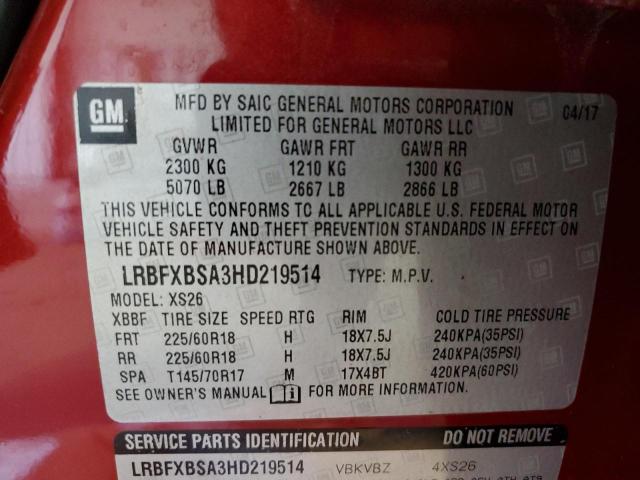 GM MFD BY SAIC GENERAL MOTORS CORPORATION 04/17
LIMITED FOR GENERAL MOTORS LLC
GVWR GAWR FRT GAWR RR
2300 KG 1210 KG 1300 KG
5070 LB 2667 LB 2866 LB
THIS VEHICLE CONFORMS TO ALL APPLICABLE U.S. FEDERAL MOTOR
VEHICLE SAFETY AND THEFT PREVENTION STANDARDS IN EFFECT ON
THE DATE OF MANUFACTURE SHOWN ABOVE.
LRBFXBSA3HD219514 TYPE: M.P.V.
MODEL: XS26
XBBF TIRE SIZE SPEED RTG RIM COLD TIRE PRESSURE
FRT 225/60R18 H 18X7.5J 240KPA(35PSI)
RR 225/60R18 H 18X7.5J 240KPA(35PSI)
SPA T145/70R17 M 17X4BT 420KPA(60PSI)
SEE OWNER'S MANUAL FOR MORE INFORMATION.
SERVICE PARTS IDENTIFICATION DO NOT REMOVE
LRBFXBSA3HD219514 VBKVBZ 4XS26